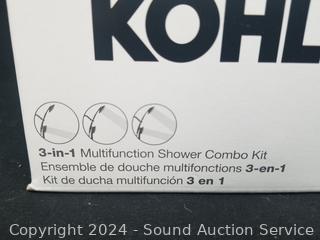 KOHL
3-in-1 Multifunction Shower Combo Kit
Ensemble de douche multifonctions 3-en-1
Kit de ducha multifunción 3 en 1
Copyright 2024 - Sound Auction Service